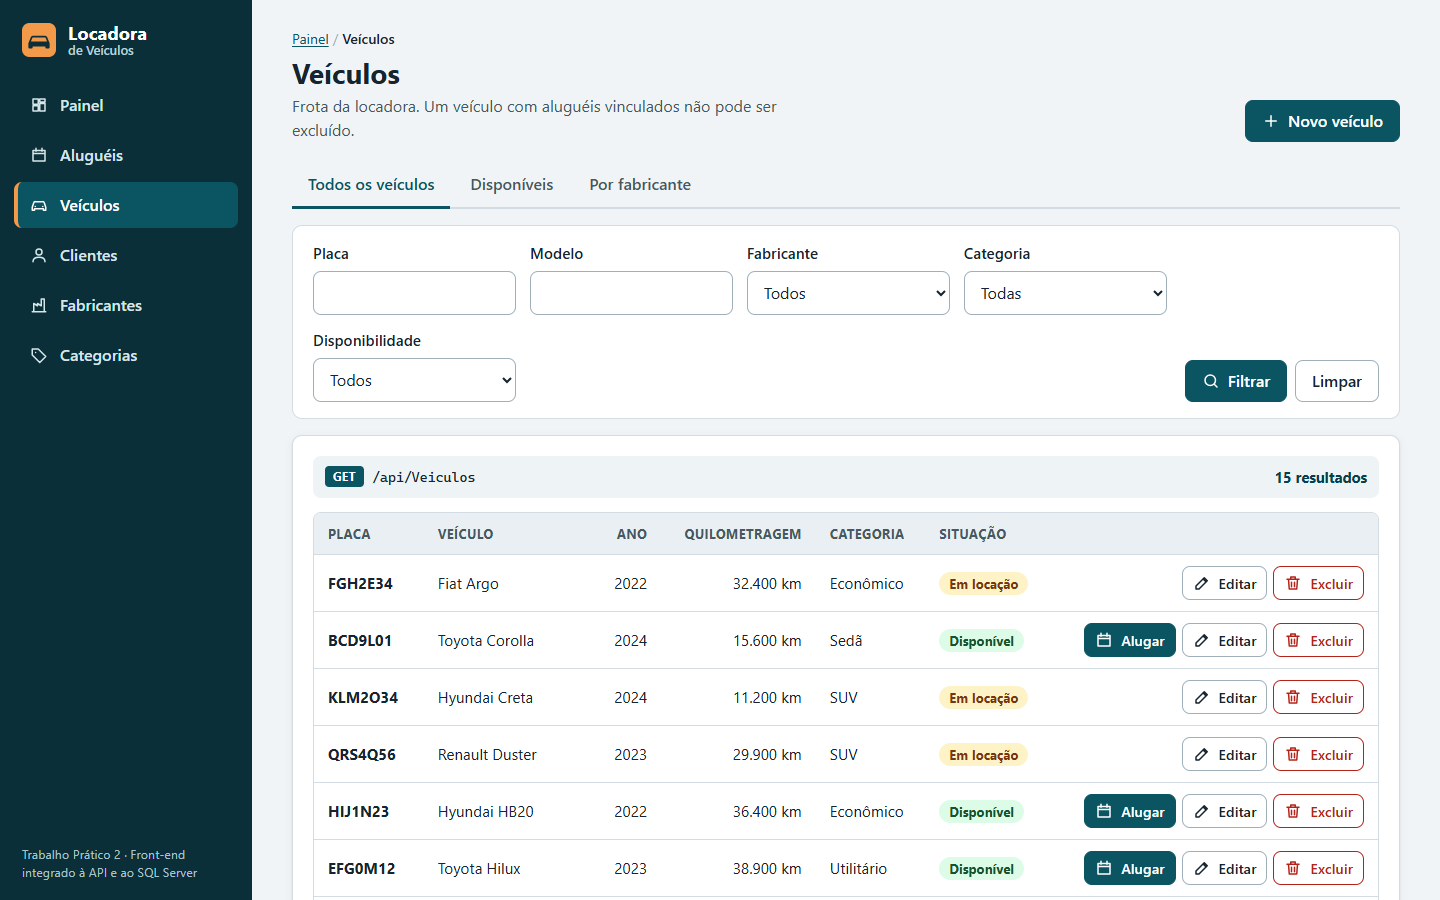 Locadora
de Veículos
Painel
Aluguéis
Veículos
Clientes
Fabricantes
Categorias
Trabalho Prático 2 · Front-end
integrado à API e ao SQL Server
Painel / Veículos
Veículos
Frota da locadora. Um veículo com aluguéis vinculados não pode ser
excluído.
Novo veículo
Todos os veículos Disponíveis Por fabricante
Placa Modelo Fabricante Categoria
Todos Todas
Disponibilidade
Todos Filtrar Limpar
GET /api/Veiculos 15 resultados
PLACA VEÍCULO ANO QUILOMETRAGEM CATEGORIA SITUAÇÃO
FGH2E34 Fiat Argo 2022 32.400 km Econômico Em locação Editar Excluir
BCD9L01 Toyota Corolla 2024 15.600 km Sedã Disponível Alugar Editar Excluir
KLM2O34 Hyundai Creta 2024 11.200 km SUV Em locação Editar Excluir
QRS4Q56 Renault Duster 2023 29.900 km SUV Em locação Editar Excluir
HIJ1N23 Hyundai HB20 2022 36.400 km Econômico Disponível Alugar Editar Excluir
EFG0M12 Toyota Hilux 2023 38.900 km Utilitário Disponível Alugar Editar Excluir